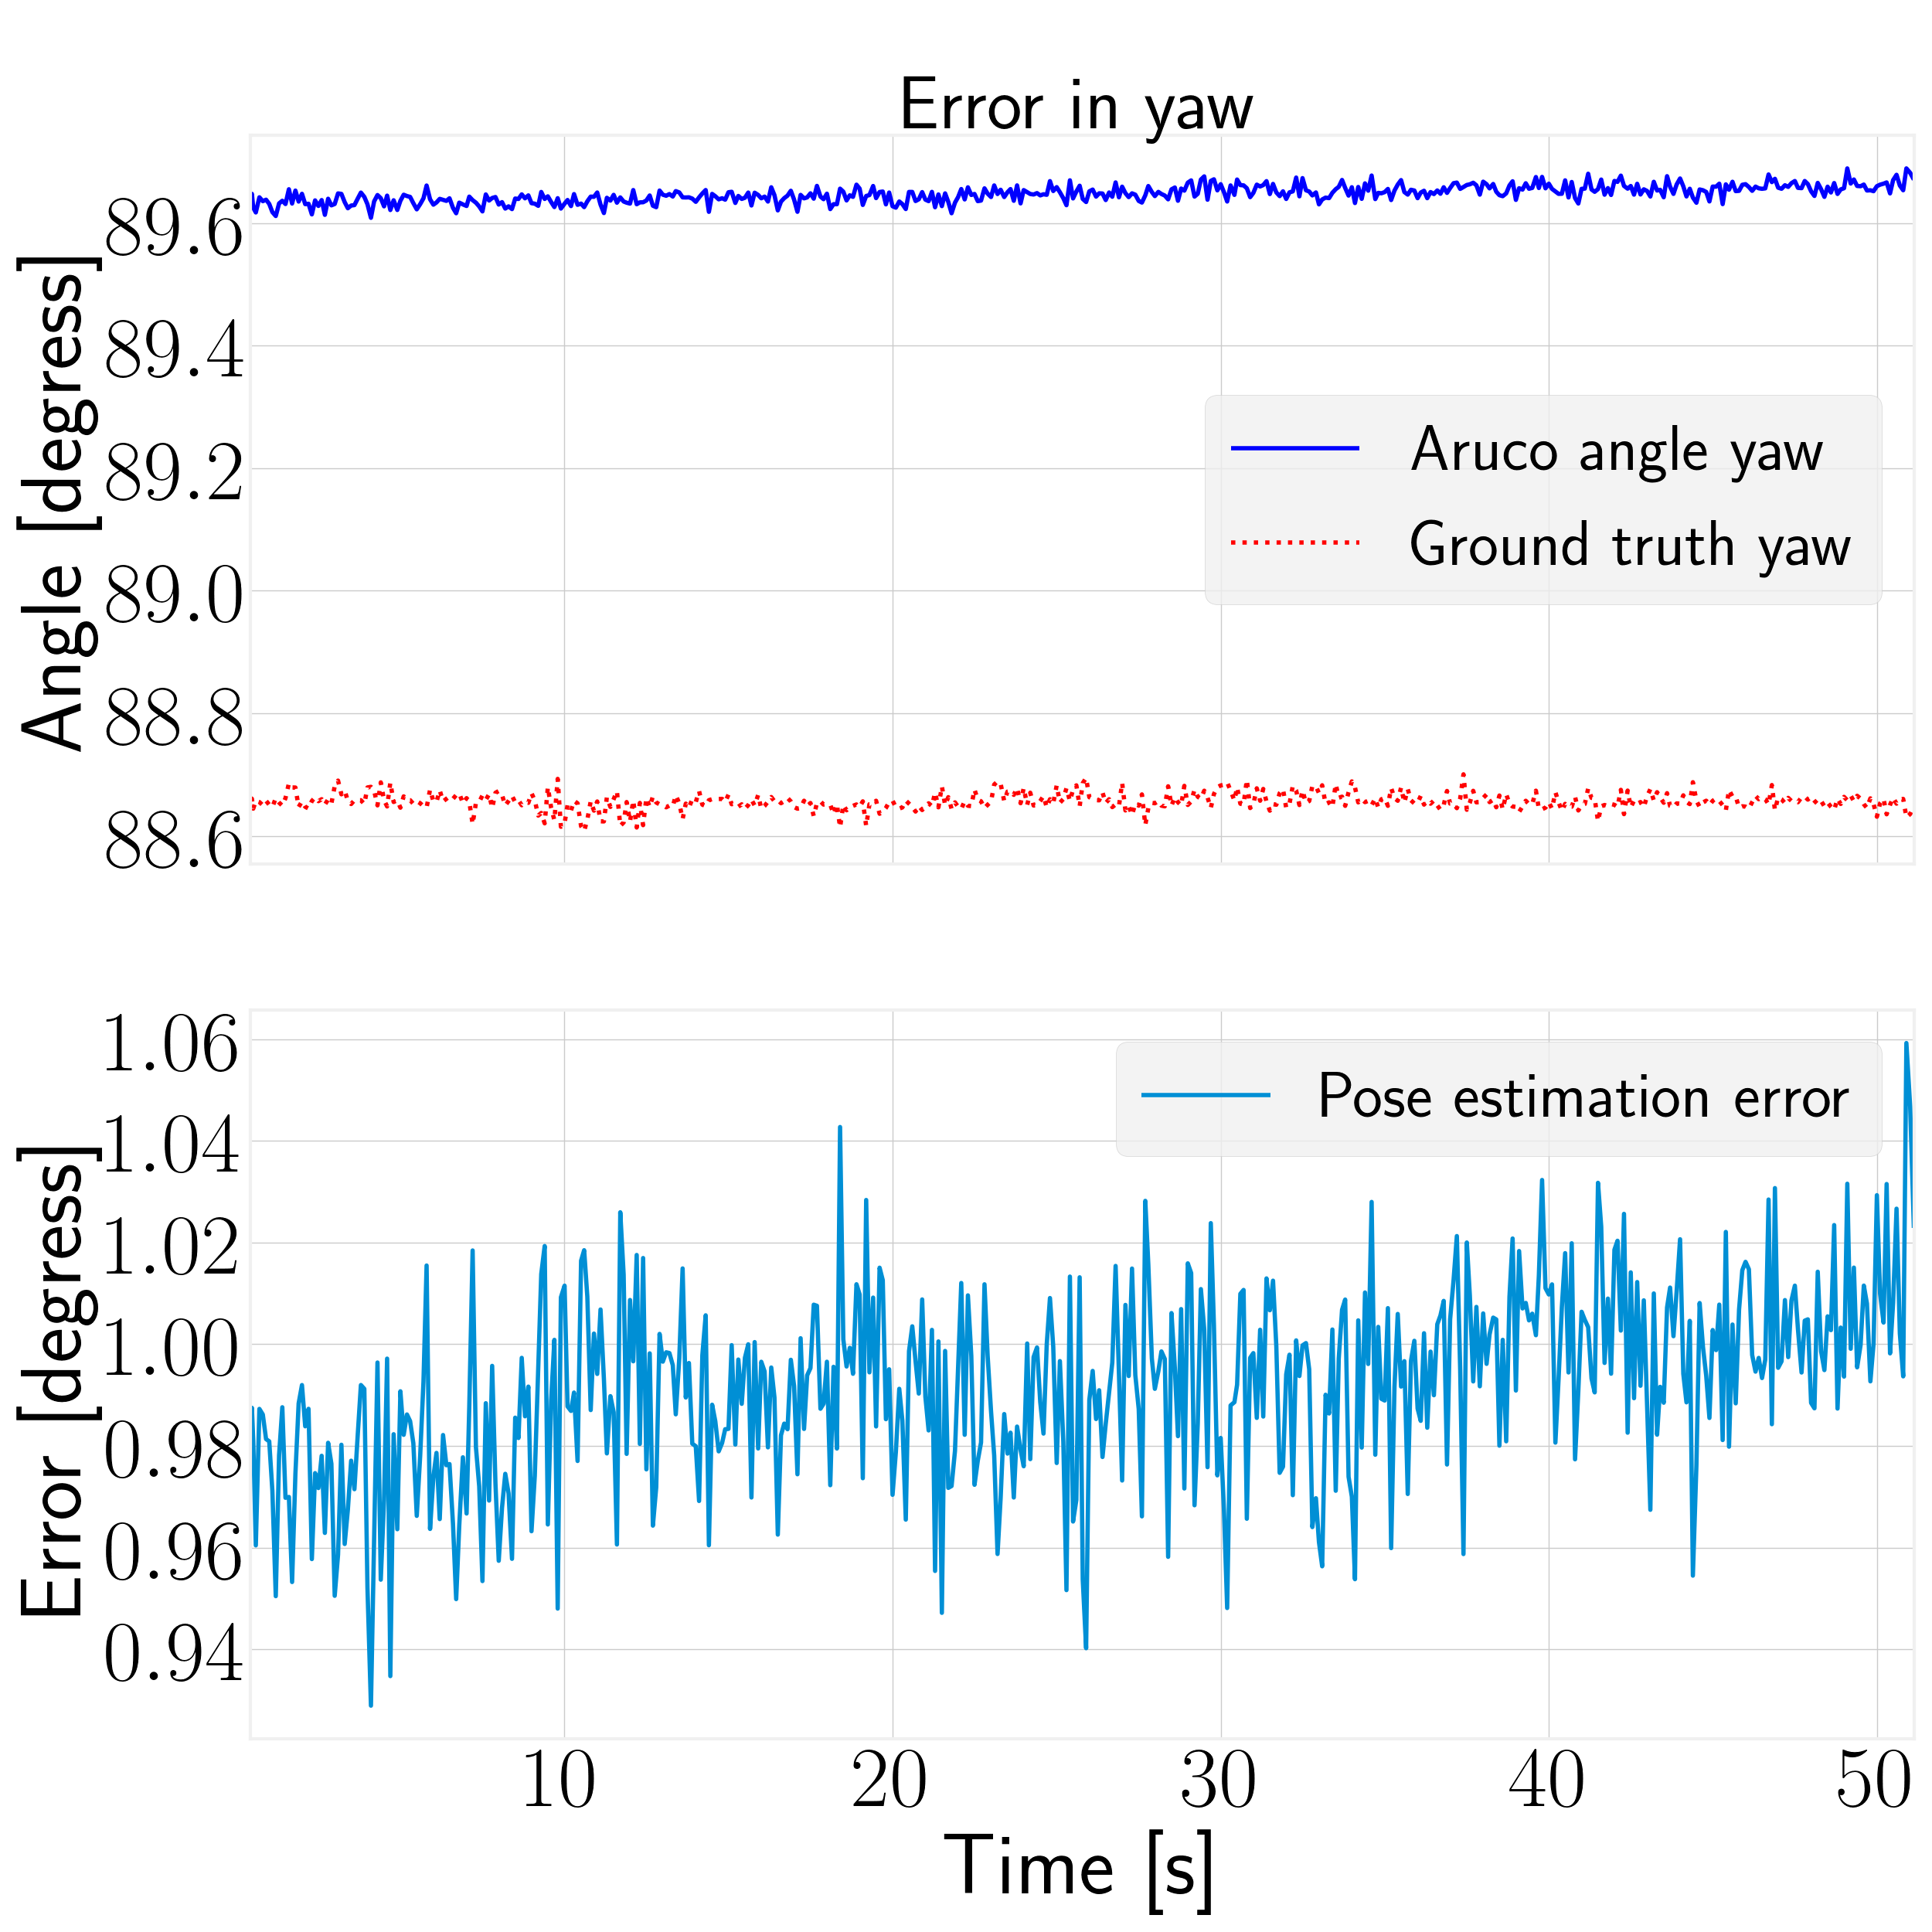 Error in yaw
Angle [degress]
89.6
89.4
89.2
89.0
88.8
88.6
Aruco angle yaw
Ground truth yaw
Error [degress]
1.06
1.04
1.02
1.00
0.98
0.96
0.94
Pose estimation error
10 20 30 40 50
Time [s]